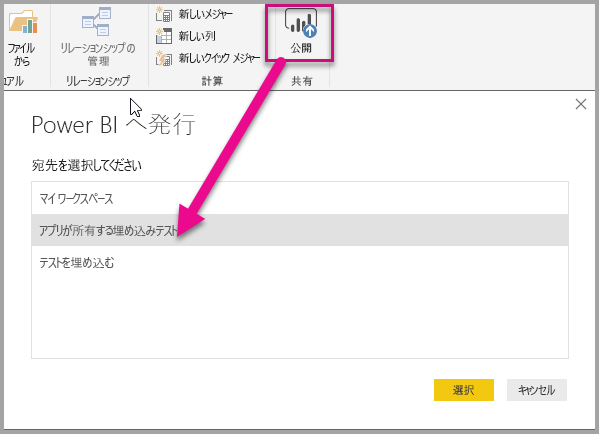 ファイル
から
リレーションシップの
管理
新しいメジャー
新しい列
新しいクイック メジャー
公開
リレーションシップ
計算
共有
Power BI へ発行
宛先を選択してください
マイ ワークスペース
アプリが所有する埋め込みテスト
テストを埋め込む
選択
キャンセル